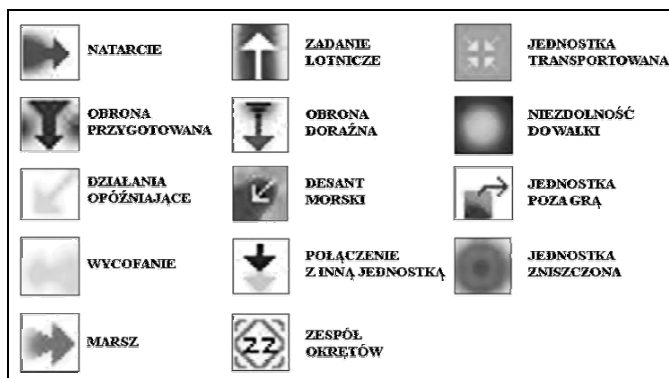 NATARCIE
OBRONA
PRZYGOTOWANA
DZIAŁANIA
OPÓŹNIAJĄCE
WYCOFANIE
MARSZ
ZADANIE
LOTNICZE
OBRONA
DORAŹNA
DESANT
MORSKI
POŁĄCZENIE
Z INNĄ JEDNOSTKĄ
22
ZESPÓŁ
OKRĘTÓW
JEDNOSTKA
TRANSPORTOWANA
NIEZDOLNOŚĆ
DO WALKI
JEDNOSTKA
POZA GRĄ
JEDNOSTKA
ZNISZCZONA